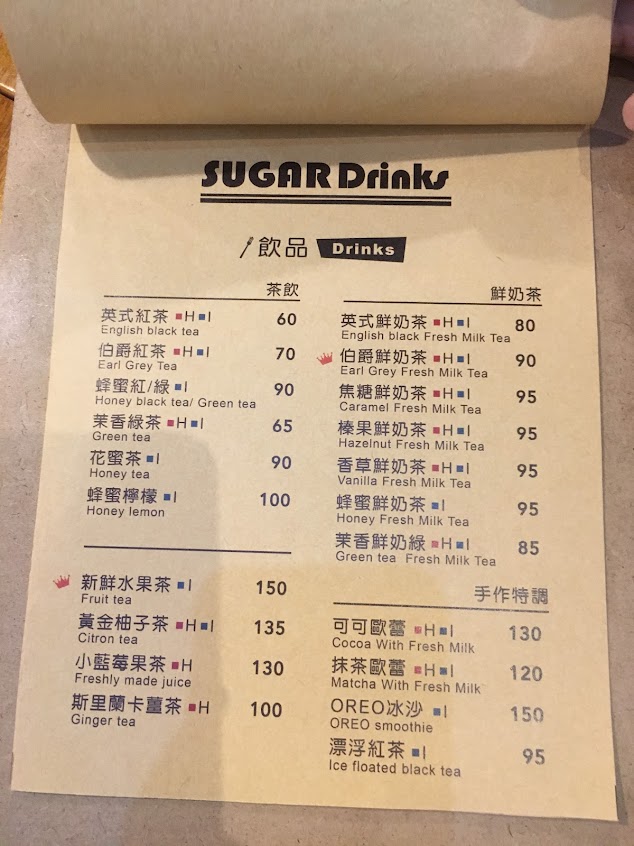 SUGAR Drinks
飲品 Drinks
茶飲
英式紅茶 ■H ■I 60
English black tea
伯爵紅茶 ■H ■I 70
Earl Grey Tea
蜂蜜紅/綠 ■I 90
Honey black tea/ Green tea
茉香綠茶 ■H ■I 65
Green tea
花蜜茶 ■I 90
Honey tea
蜂蜜檸檬 ■I 100
Honey lemon
新鮮水果茶 ■I 150
Fruit tea
黃金柚子茶 ■H ■I 135
Citron tea
小藍莓果茶 ■H 130
Freshly made juice
斯里蘭卡薑茶 ■H 100
Ginger tea
鮮奶茶
英式鮮奶茶 ■H ■I 80
English black Fresh Milk Tea
伯爵鮮奶茶 ■H ■I 90
Earl Grey Fresh Milk Tea
焦糖鮮奶茶 ■H ■I 95
Caramel Fresh Milk Tea
榛果鮮奶茶 ■H ■I 95
Hazelnut Fresh Milk Tea
香草鮮奶茶 ■H ■I 95
Vanilla Fresh Milk Tea
蜂蜜鮮奶茶 ■I 95
Honey Fresh Milk Tea
茉香鮮奶綠 ■H ■I 85
Green tea Fresh Milk Tea
手作特調
可可歐蕾 ■H ■I 130
Cocoa With Fresh Milk
抹茶歐蕾 ■H ■I 120
Matcha With Fresh Milk
OREO冰沙 ■I 150
OREO smoothie
漂浮紅茶 ■I 95
Ice floated black tea